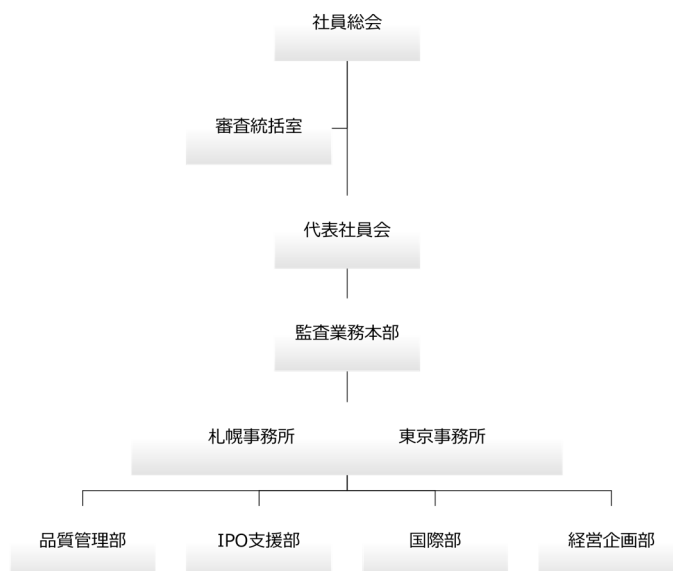 社員総会
審査統括室
代表社員会
監査業務本部
札幌事務所 東京事務所
品質管理部 IPO支援部 国際部 経営企画部